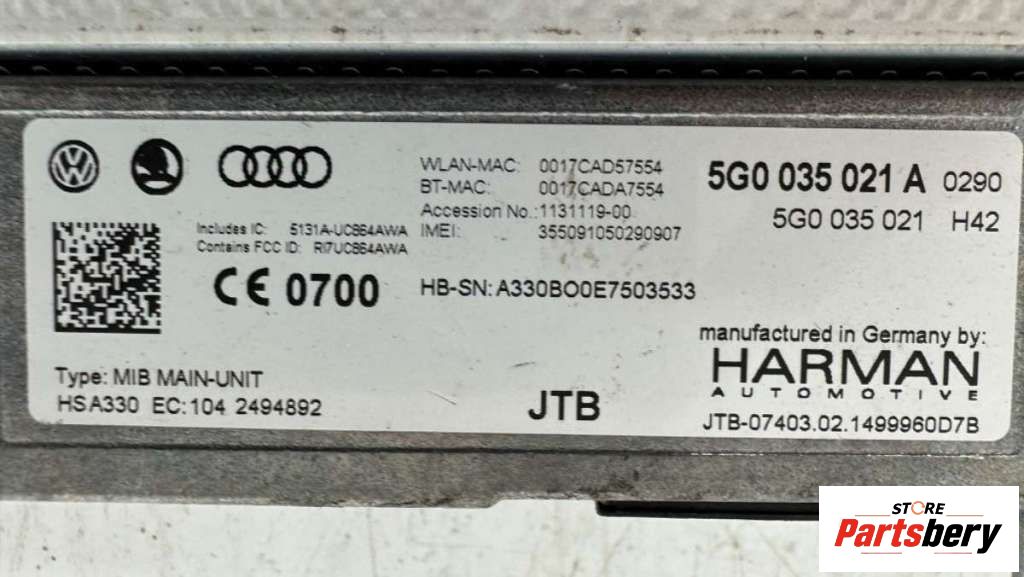 WLAN-MAC: 0017CAD57554
BT-MAC: 0017CADA7554
Accession No.: 1131119-00
IMEI: 355091050290907
5G0 035 021 A 0290
5G0 035 021 H42
Includes IC: 5131A-UC864AWA
Contains FCC ID: RI7UC864AWA
CE 0700
HB-SN: A330BO0E7503533
manufactured in Germany by:
HARMAN
AUTOMOTIVE
Type: MIB MAIN-UNIT
HSA330 EC: 104 2494892
JTB
JTB-07403.02.1499960D7B
STORE
Partsbery